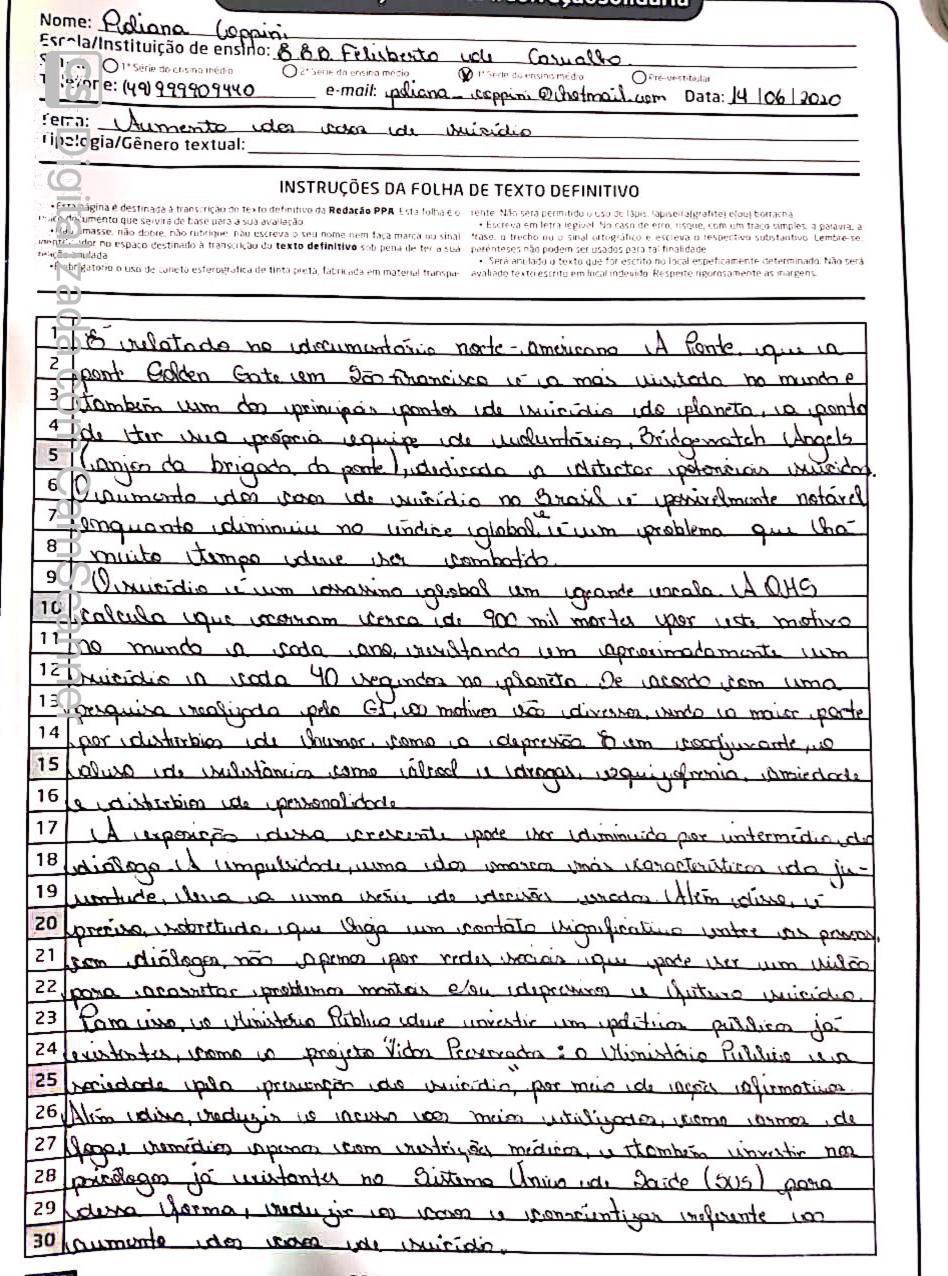 Nome: Poliana Coppini
Escola/Instituição de ensino: E.E.B. Felisberto de Carvalho
1ª Série do ensino médio 2ª Série do ensino médio 3ª Série do ensino médio Pré-vestibular
Telefone: (49) 999909440 e-mail: poliana_coppini@hotmail.com Data: 14/06/2020
Tema: Aumento dos casos de suicídio
Tipologia/Gênero textual:
INSTRUÇÕES DA FOLHA DE TEXTO DEFINITIVO
• Esta página é destinada à transcrição do texto definitivo da Redação PPA. Esta folha é o
único documento que servirá de base para a sua avaliação.
• Não amasse, não dobre, não rubrique, não escreva o seu nome nem faça marca ou sinal
identificador no espaço destinado à transcrição do texto definitivo sob pena de ter a sua
redação anulada
• É obrigatório o uso de caneta esferográfica de tinta preta, fabricada em material transpa-
rente. Não será permitido o uso de lápis, lapiseira(grafite) e(ou) borracha.
• Escreva em letra legível. No caso de erro, risque, com um traço simples, a palavra, a
frase, o trecho ou o sinal ortográfico e escreva o respectivo substantivo. Lembre-se,
parênteses não podem ser usados para tal finalidade
• Será anulado o texto que for escrito no local espeficamente determinado. Não será
avaliado texto escrito em local indevido. Respeite rigorosamente as margens.
1 É relatado no documentário norte-americano A Ponte, que a
2 pont Golden Gate em São Francisco é a mas visitada no mundo e
3 também um dos principais pontos de suicídio do planeta, a ponto
4 de ter sua própria equipe de voluntários, Bridgewatch Angels
5 (anjos da brigada da ponte), dedicada a detectar potenciais suicidas.
6 O aumento dos casos de suicídio no Brasil é possivelmente notável
7 enquanto diminuiu no índice global, e é um problema que há
8 muito tempo deve ser combatido.
9 O suicídio é um assassino global em grande escala. A OMS
10 calcula que ocorram cerca de 900 mil mortes por este motivo
11 no mundo a cada ano, resultando em aproximadamente um
12 suicídio a cada 40 segundos no planeta. De acordo com uma
13 pesquisa realizada pelo G1, os motivos são diversos, sendo a maior parte
14 por distúrbios de humor, como a depressão E em coadjuvante, o
15 abuso de substância como álcool e drogas, esquizofrenia, ansiedade
16 e distúrbios de personalidade.
17 A exposição dessa crescente pode ser diminuida por intermédio do
18 diálogo. A impulsidade, uma das marcas mas característicos da ju-
19 ventude, leva a uma série de decisões erradas. Além disso, é
20 preciso, sobretudo, que haja um contato significativo entre as pessoas,
21 com diálogos, não apenas por redes sociais, que pode ser um vilão
22 para acarretar problemas mentais e/ou depressivos e futuro suicídio.
23 Para isso, o Ministério Público deve investir em políticas públicas já
24 existentes, como o projeto "Vidas Preservadas: o Ministério Público e a
25 sociedade pela prevenção do suicídio", por meio de ações afirmativas.
26 Além disso, reduzir o acesso aos meios utilizados, como armas de
27 fogo, e remédios apenas com restrições médicas, e também investir nos
28 psicólogos já existentes no Sistema Único de Saúde (SUS) para
29 dessa forma, reduzir os casos e conscientizar referente ao
30 aumento dos casos de suicídio.
CS Digitalizada com CamScanner